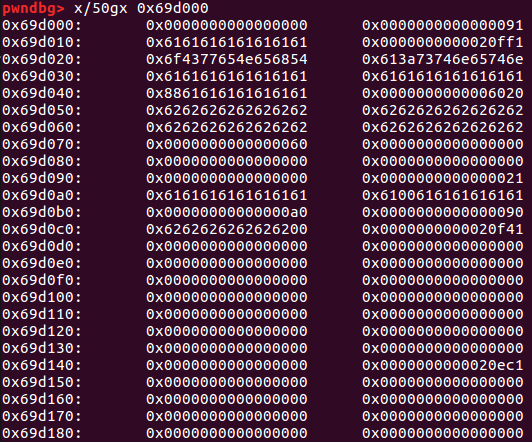 pwndbg> x/50gx 0x69d000
0x69d000: 0x0000000000000000 0x0000000000000091
0x69d010: 0x6161616161616161 0x0000000000020ff1
0x69d020: 0x6f4377654e656854 0x613a73746e65746e
0x69d030: 0x6161616161616161 0x6161616161616161
0x69d040: 0x8861616161616161 0x0000000000006020
0x69d050: 0x6262626262626262 0x6262626262626262
0x69d060: 0x6262626262626262 0x6262626262626262
0x69d070: 0x0000000000000060 0x0000000000000000
0x69d080: 0x0000000000000000 0x0000000000000000
0x69d090: 0x0000000000000000 0x0000000000000021
0x69d0a0: 0x6161616161616161 0x6100616161616161
0x69d0b0: 0x00000000000000a0 0x0000000000000090
0x69d0c0: 0x6262626262626200 0x0000000000020f41
0x69d0d0: 0x0000000000000000 0x0000000000000000
0x69d0e0: 0x0000000000000000 0x0000000000000000
0x69d0f0: 0x0000000000000000 0x0000000000000000
0x69d100: 0x0000000000000000 0x0000000000000000
0x69d110: 0x0000000000000000 0x0000000000000000
0x69d120: 0x0000000000000000 0x0000000000000000
0x69d130: 0x0000000000000000 0x0000000000000000
0x69d140: 0x0000000000000000 0x0000000000020ec1
0x69d150: 0x0000000000000000 0x0000000000000000
0x69d160: 0x0000000000000000 0x0000000000000000
0x69d170: 0x0000000000000000 0x0000000000000000
0x69d180: 0x0000000000000000 0x0000000000000000